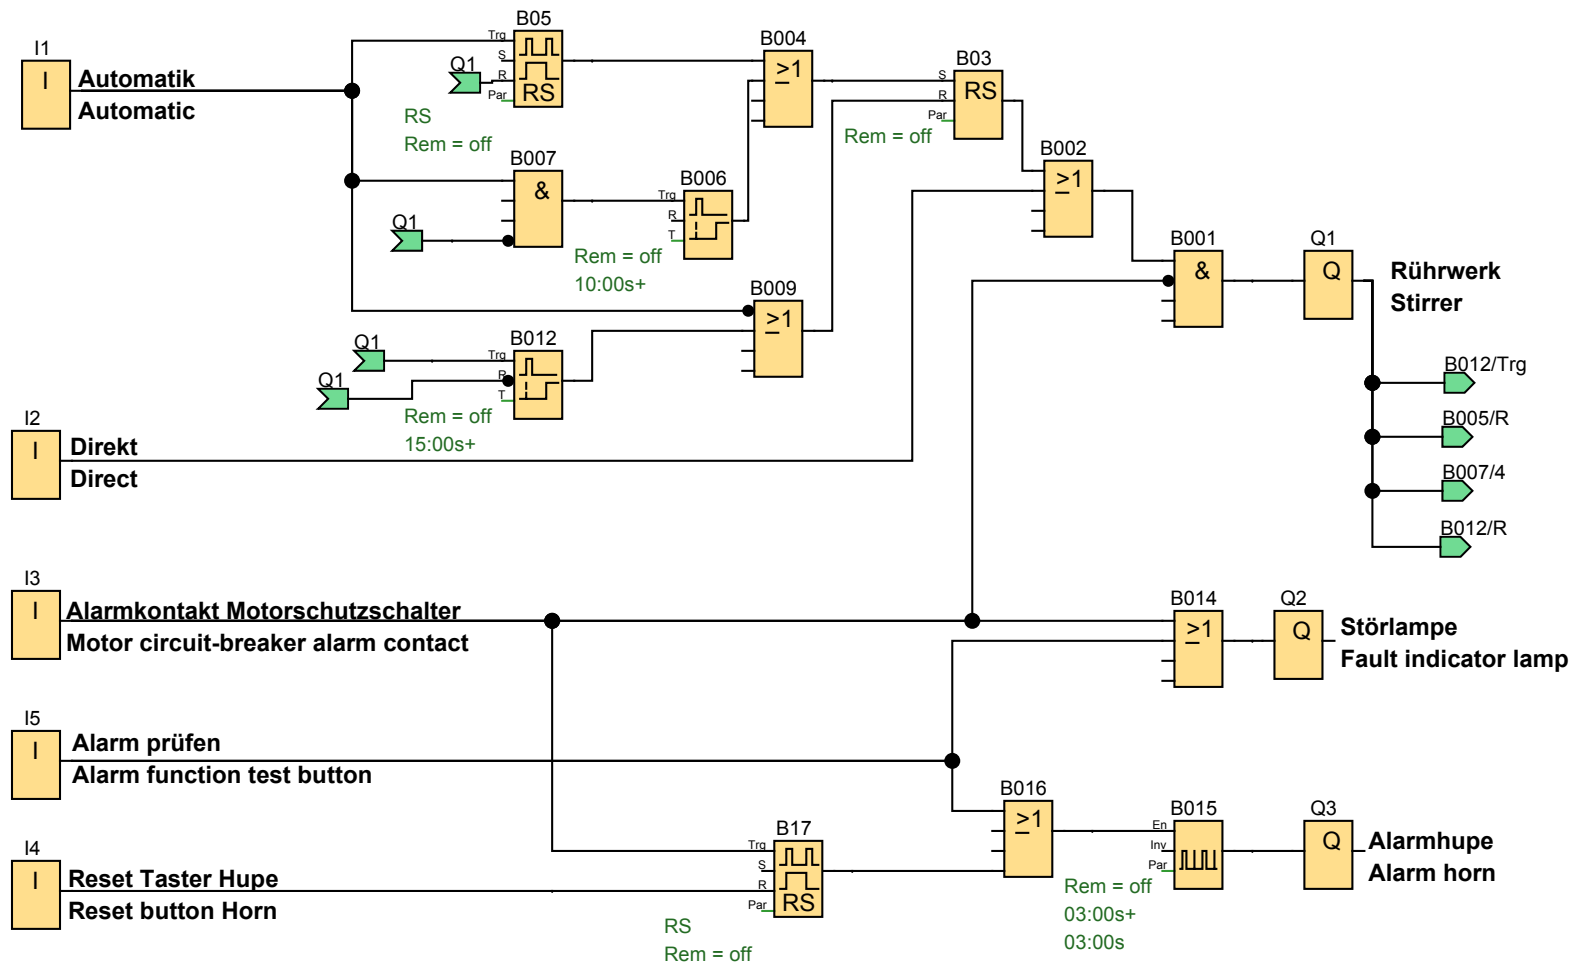 I1
I
Automatik
Automatic
B05
Trg
S
R
Par
RS
Q1
RS
Rem = off
B004
≥1
B03
S
R
Par
RS
Rem = off
B007
&
Q1
B006
Trg
R
T
Rem = off
10:00s+
B002
≥1
B001
&
Q1
Q
Rührwerk
Stirrer
B009
≥1
Q1
Q1
B012
Trg
R
T
Rem = off
15:00s+
B012/Trg
B005/R
B007/4
B012/R
I2
I
Direkt
Direct
I3
I
Alarmkontakt Motorschutzschalter
Motor circuit-breaker alarm contact
B014
≥1
Q2
Q
Störlampe
Fault indicator lamp
I5
I
Alarm prüfen
Alarm function test button
B016
≥1
B015
En
Inv
Par
Rem = off
03:00s+
03:00s
Q3
Q
Alarmhupe
Alarm horn
I4
I
Reset Taster Hupe
Reset button Horn
B17
Trg
S
R
Par
RS
RS
Rem = off